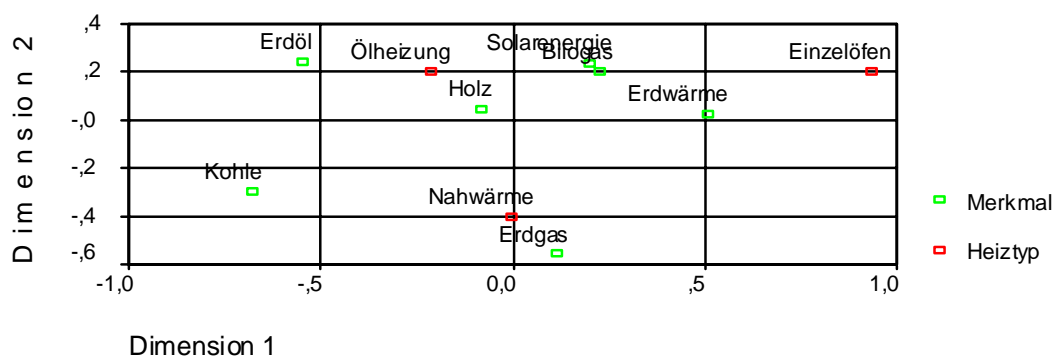 Dimension 2
,4
,2
-,0
-,2
-,4
-,6
-1,0
-,5
0,0
,5
1,0
Dimension 1
Erdöl
Ölheizung
Solarenergie
Biogas
Einzelöfen
Holz
Erdwärme
Kohle
Nahwärme
Erdgas
Merkmal
Heiztyp